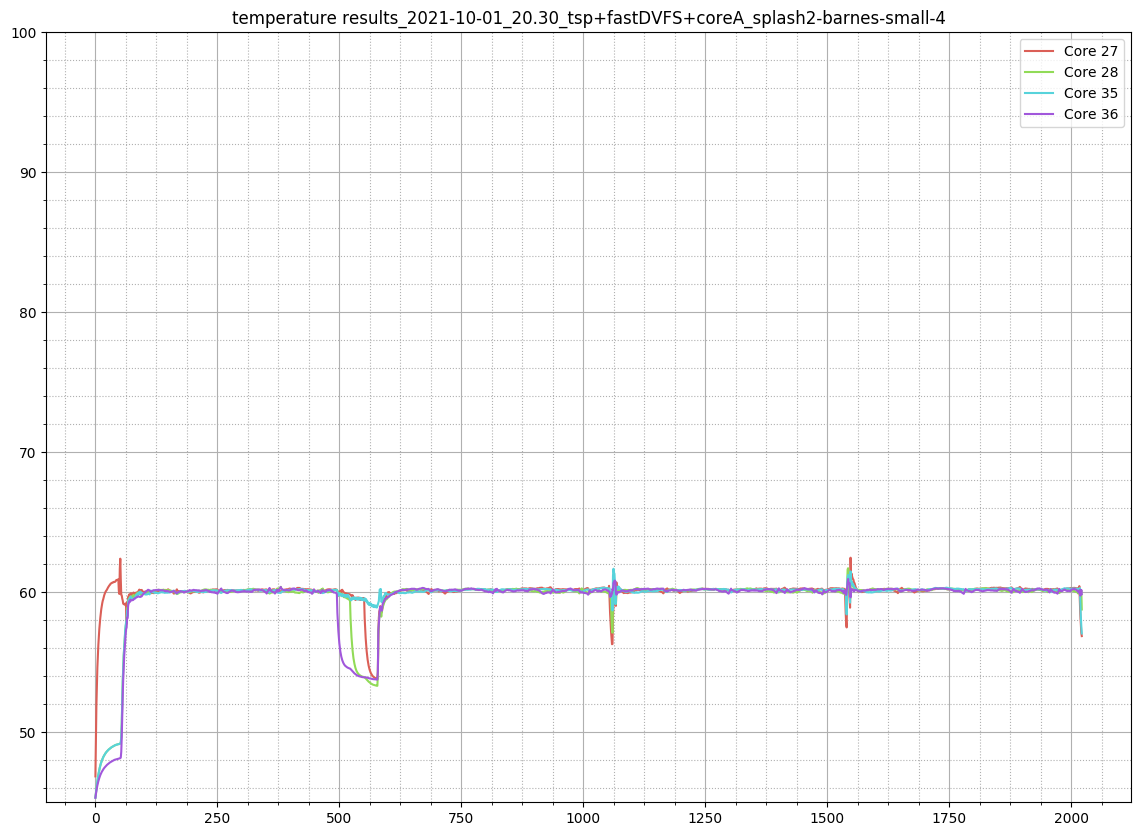 temperature results_2021-10-01_20.30_tsp+fastDVFS+coreA_splash2-barnes-small-4
100
90
80
70
60
50
Core 27
Core 28
Core 35
Core 36
0 250 500 750 1000 1250 1500 1750 2000